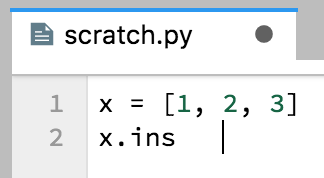 scratch.py
1 x = [1, 2, 3]
2 x.ins